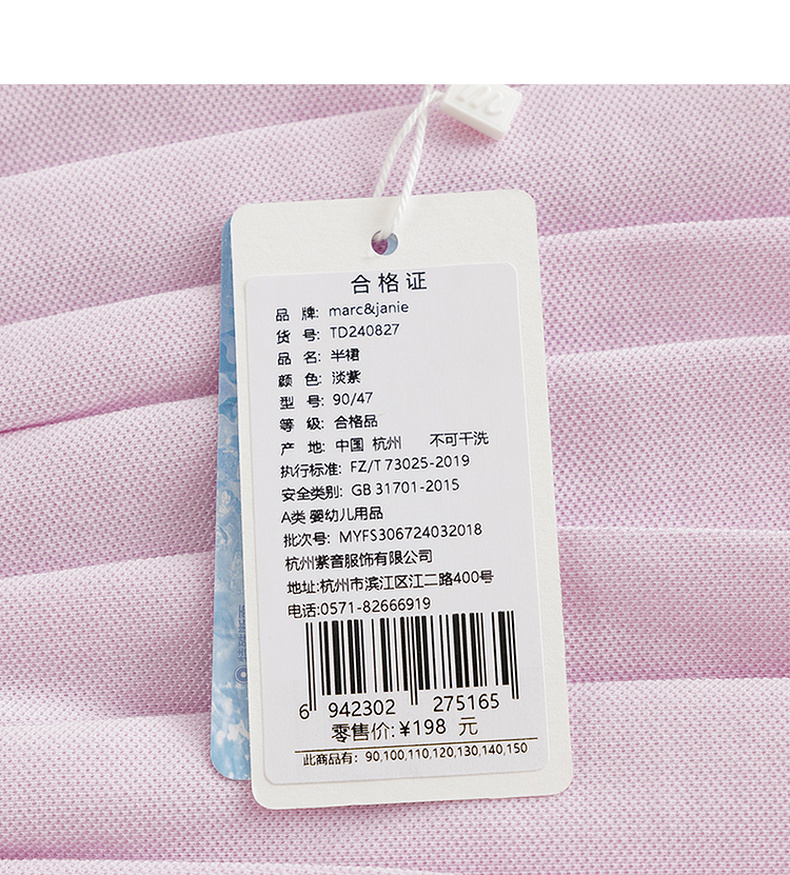 合格证
品 牌: marc&janie
货 号: TD240827
品 名: 半裙
颜 色: 淡紫
型 号: 90/47
等 级: 合格品
产 地: 中国 杭州 不可干洗
执行标准: FZ/T 73025-2019
安全类别: GB 31701-2015
A类 婴幼儿用品
批次号: MYFS306724032018
杭州紫音服饰有限公司
地址:杭州市滨江区江二路400号
电话:0571-82666919
6 942302 275165
零售价:¥198 元
此商品有: 90,100,110,120,130,140,150